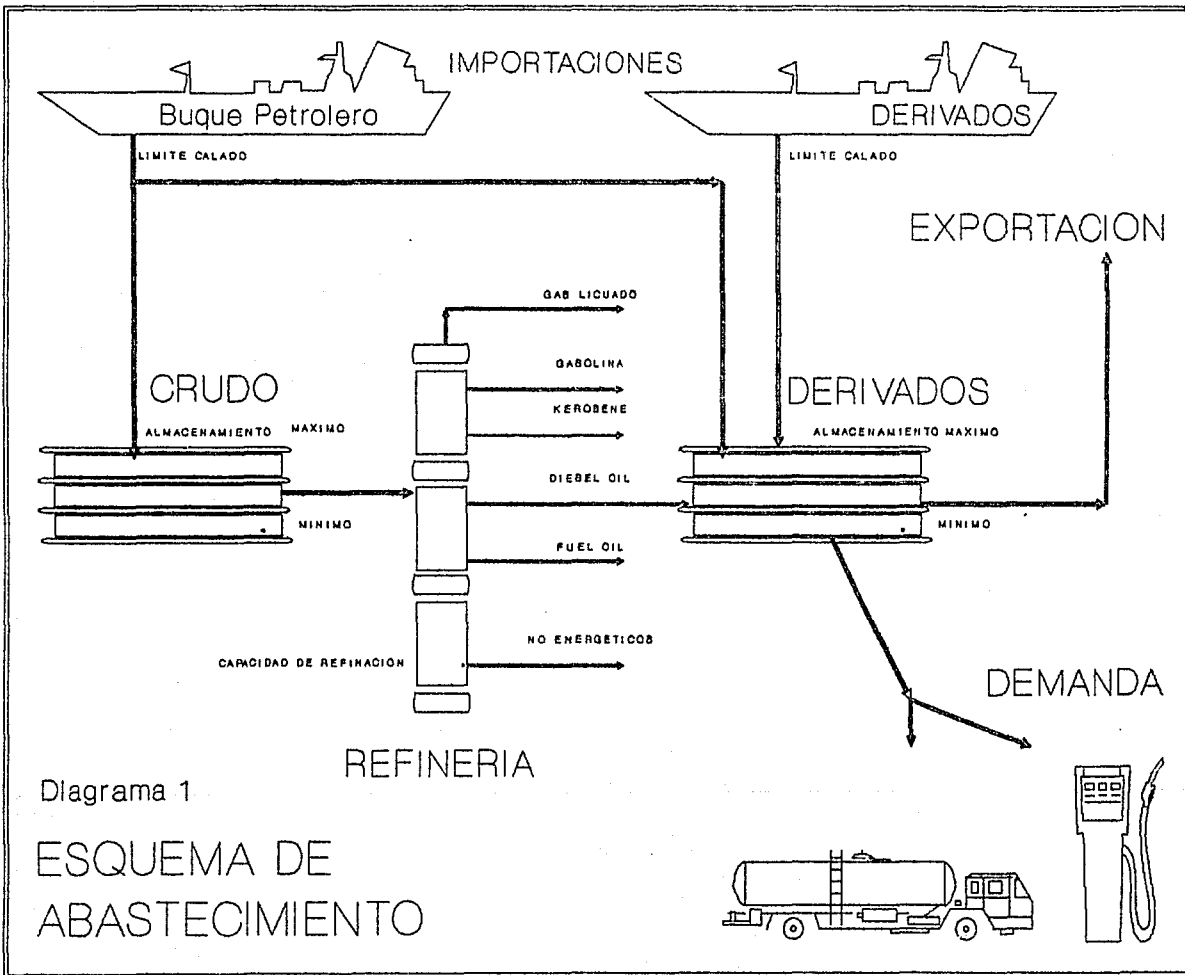 IMPORTACIONES
Buque Petrolero
DERIVADOS
LIMITE CALADO
LIMITE CALADO
EXPORTACION
GAS LICUADO
GASOLINA
KEROSENE
CRUDO
DERIVADOS
ALMACENAMIENTO MAXIMO
ALMACENAMIENTO MAXIMO
DIESEL OIL
MINIMO
MINIMO
FUEL OIL
NO ENERGETICOS
CAPACIDAD DE REFINACIÓN
DEMANDA
REFINERIA
Diagrama 1
ESQUEMA DE
ABASTECIMIENTO